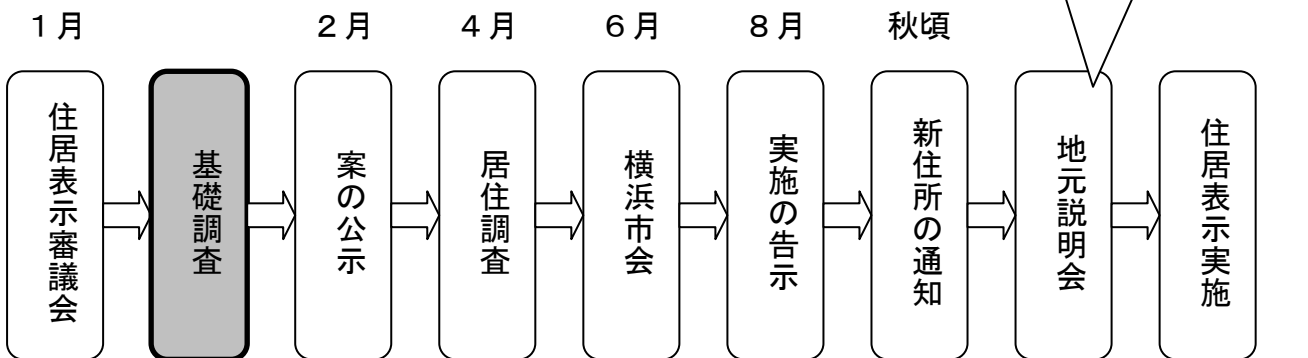 1月
2月
4月
6月
8月
秋頃
住居表示審議会
基礎調査
案の公示
居住調査
横浜市会
実施の告示
新住所の通知
地元説明会
住居表示実施